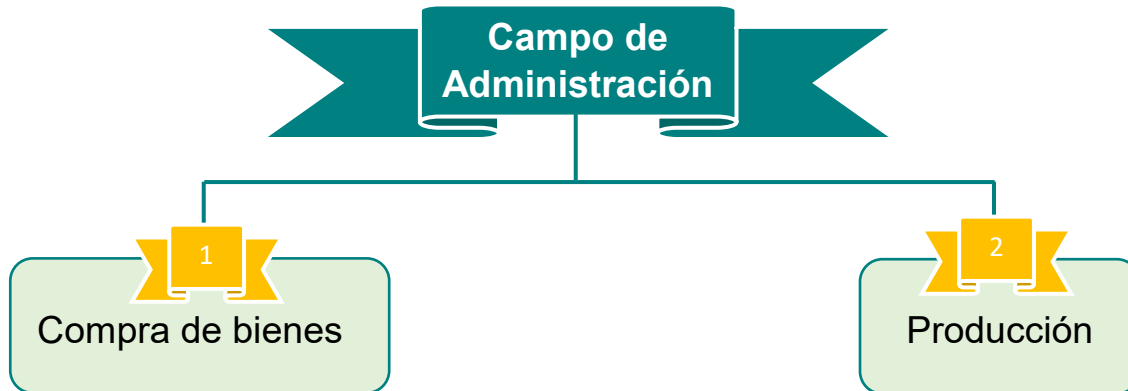 Campo de
Administración
1
2
Compra de bienes
Producción